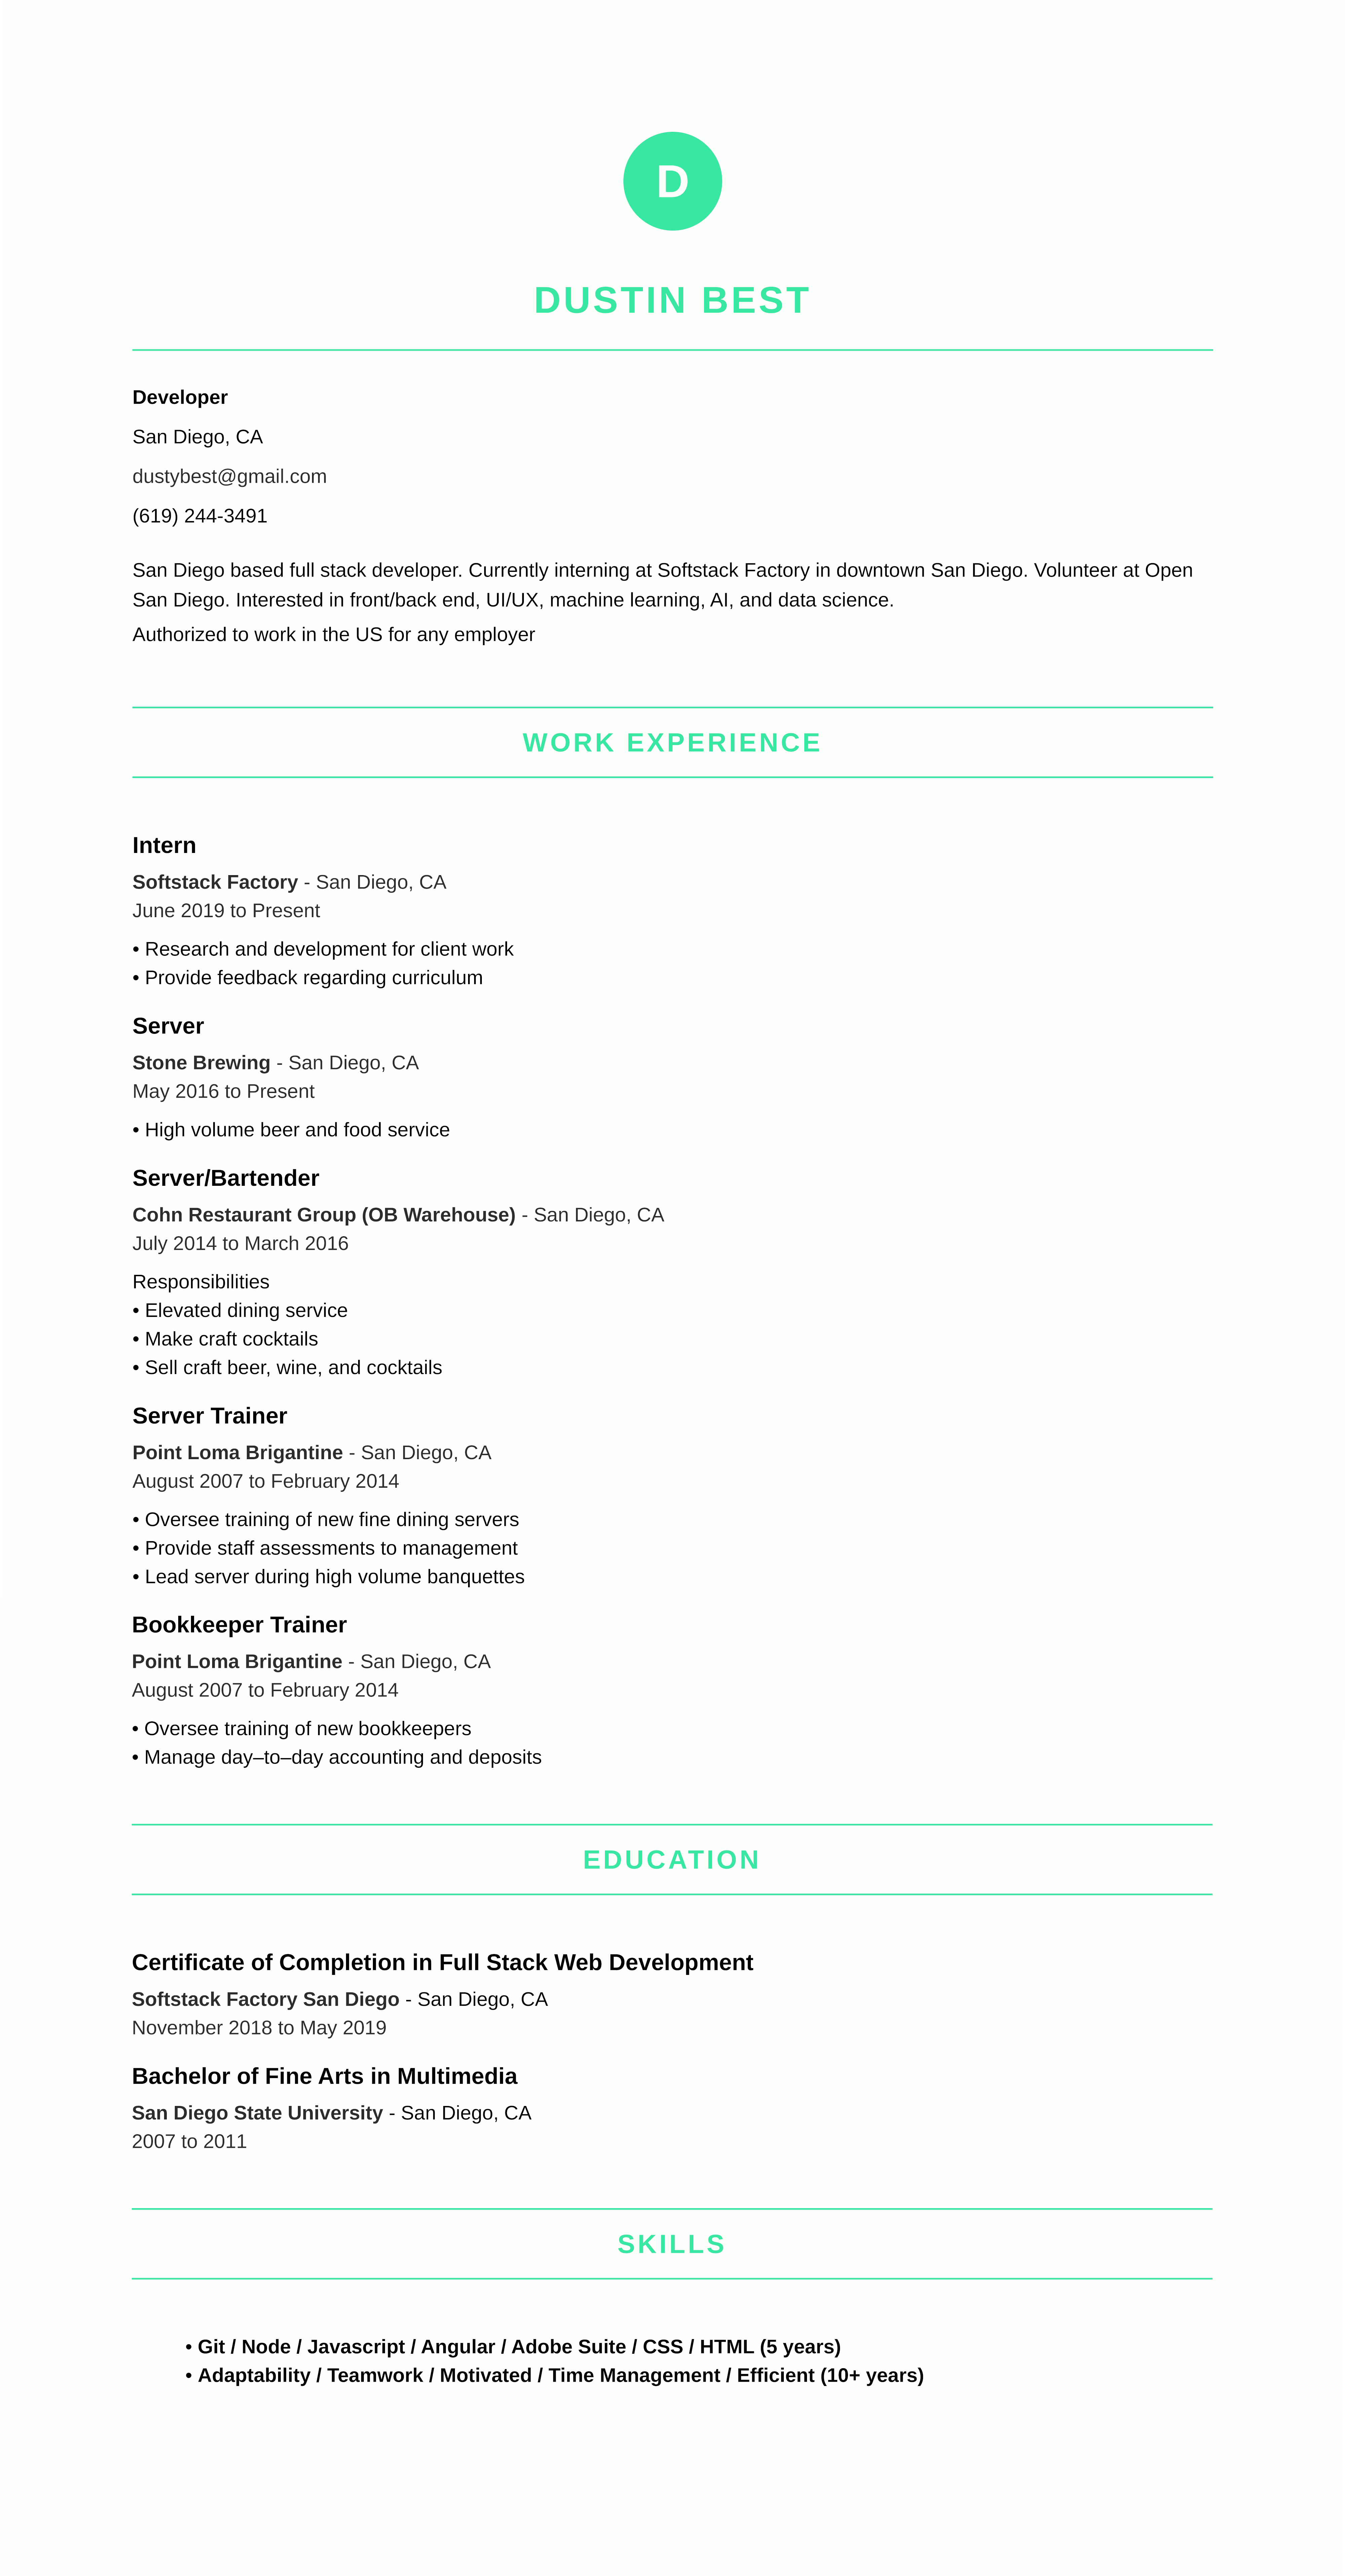 D
DUSTIN BEST
Developer
San Diego, CA
dustybest@gmail.com
(619) 244-3491
San Diego based full stack developer. Currently interning at Softstack Factory in downtown San Diego. Volunteer at Open
San Diego. Interested in front/back end, UI/UX, machine learning, AI, and data science.
Authorized to work in the US for any employer
WORK EXPERIENCE
Intern
Softstack Factory - San Diego, CA
June 2019 to Present
• Research and development for client work
• Provide feedback regarding curriculum
Server
Stone Brewing - San Diego, CA
May 2016 to Present
• High volume beer and food service
Server/Bartender
Cohn Restaurant Group (OB Warehouse) - San Diego, CA
July 2014 to March 2016
Responsibilities
• Elevated dining service
• Make craft cocktails
• Sell craft beer, wine, and cocktails
Server Trainer
Point Loma Brigantine - San Diego, CA
August 2007 to February 2014
• Oversee training of new fine dining servers
• Provide staff assessments to management
• Lead server during high volume banquettes
Bookkeeper Trainer
Point Loma Brigantine - San Diego, CA
August 2007 to February 2014
• Oversee training of new bookkeepers
• Manage day–to–day accounting and deposits
EDUCATION
Certificate of Completion in Full Stack Web Development
Softstack Factory San Diego - San Diego, CA
November 2018 to May 2019
Bachelor of Fine Arts in Multimedia
San Diego State University - San Diego, CA
2007 to 2011
SKILLS
• Git / Node / Javascript / Angular / Adobe Suite / CSS / HTML (5 years)
• Adaptability / Teamwork / Motivated / Time Management / Efficient (10+ years)